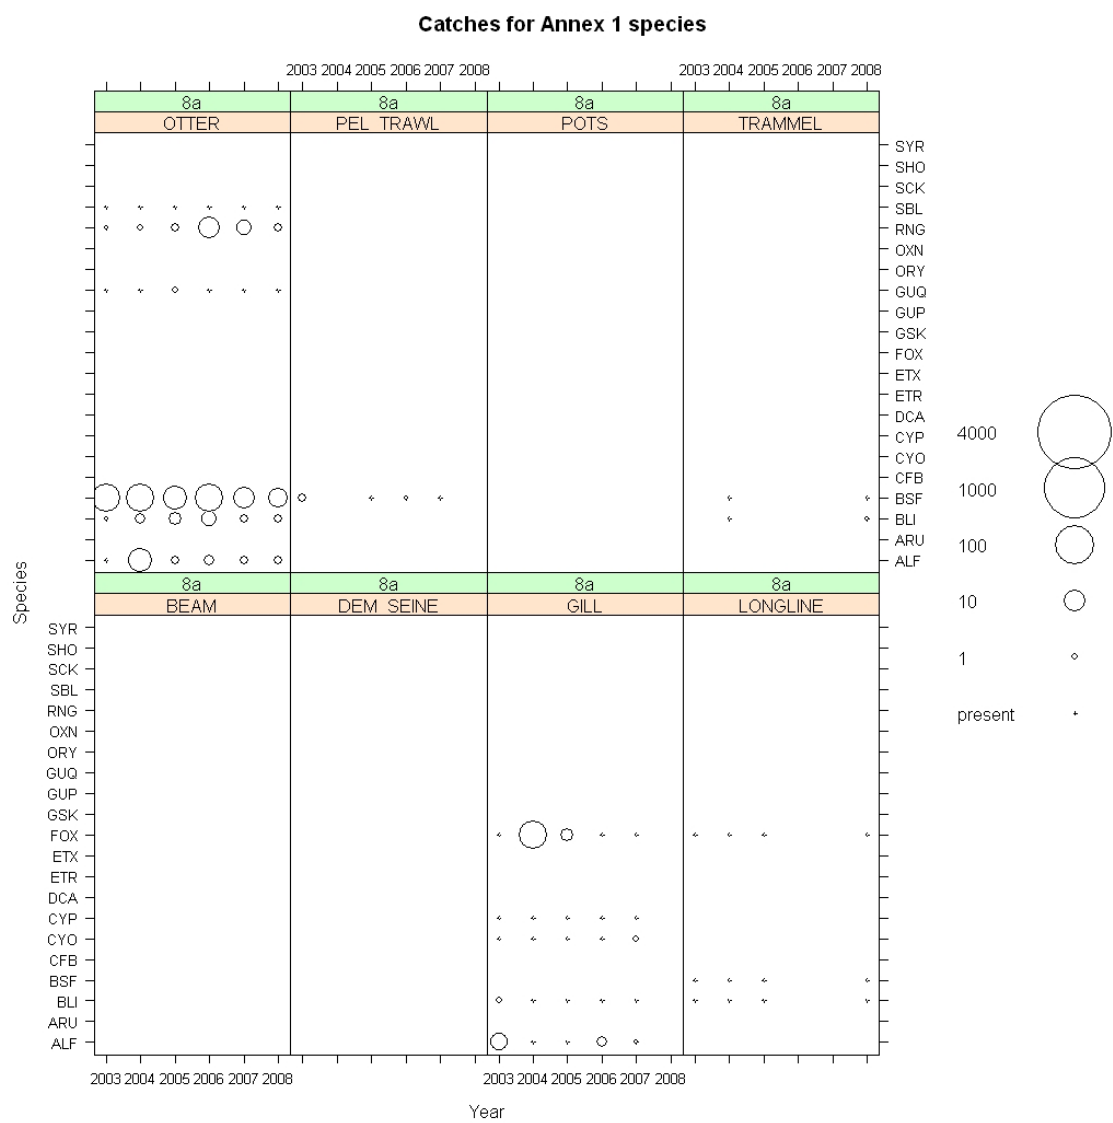 Catches for Annex 1 species
2003 2004 2005 2006 2007 2008 2003 2004 2005 2006 2007 2008
8a 8a 8a 8a
OTTER PEL TRAWL POTS TRAMMEL
SYR
SHO
SCK
SBL
RNG
OXN
ORY
GUQ
GUP
GSK
FOX
ETX
ETR
DCA
CYP
CYO
CFB
BSF
BLI
ARU
ALF
8a 8a 8a 8a
BEAM DEM SEINE GILL LONGLINE
SYR
SHO
SCK
SBL
RNG
OXN
ORY
GUQ
GUP
GSK
FOX
ETX
ETR
DCA
CYP
CYO
CFB
BSF
BLI
ARU
ALF
2003 2004 2005 2006 2007 2008 2003 2004 2005 2006 2007 2008
Year
Species
4000
1000
100
10
1
present